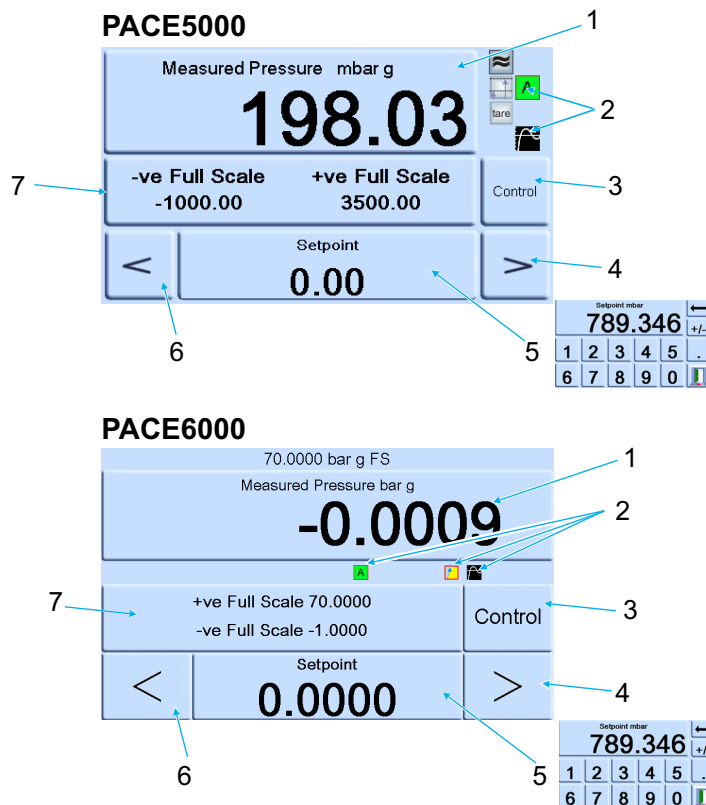 PACE5000
1
Measured Pressure mbar g
198.03
A
tare
2
-ve Full Scale +ve Full Scale
-1000.00 3500.00
Control
3
7
<
Setpoint
0.00
>
4
6
5
Setpoint mbar
789.346
+/-
1 2 3 4 5 .
6 7 8 9 0
PACE6000
70.0000 bar g FS
1
Measured Pressure bar g
-0.0009
2
A
7
+ve Full Scale 70.0000
-ve Full Scale -1.0000
Control
3
<
Setpoint
0.0000
>
4
6
5
Setpoint mbar
789.346
+/
1 2 3 4 5 .
6 7 8 9 0